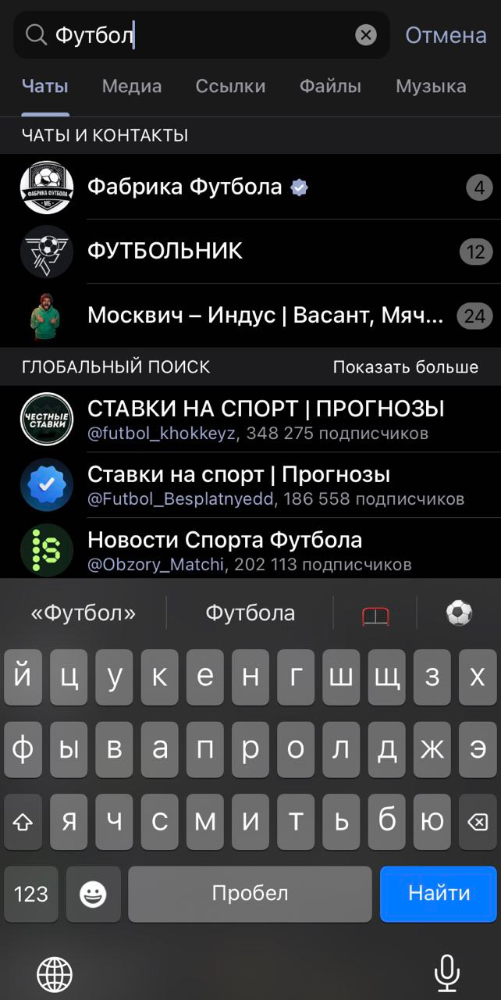 Футбол
Отмена
Чаты Медиа Ссылки Файлы Музыка
ЧАТЫ И КОНТАКТЫ
ФАБРИКА ФУТБОЛА
МБ
Фабрика Футбола
4
ФУТБОЛЬНИК
12
Москвич – Индус | Васант, Мяч...
24
ГЛОБАЛЬНЫЙ ПОИСК Показать больше
ЧЕСТНЫЕ
СТАВКИ
СТАВКИ НА СПОРТ | ПРОГНОЗЫ
@futbol_khokkeyz, 348 275 подписчиков
Ставки на спорт | Прогнозы
@Futbol_Besplatnyedd, 186 558 подписчиков
Новости Спорта Футбола
@Obzory_Matchi, 202 113 подписчиков
«Футбол» Футбола
й ц у к е н г ш щ з х
ф ы в а п р о л д ж э
я ч с м и т ь б ю
123 Пробел Найти